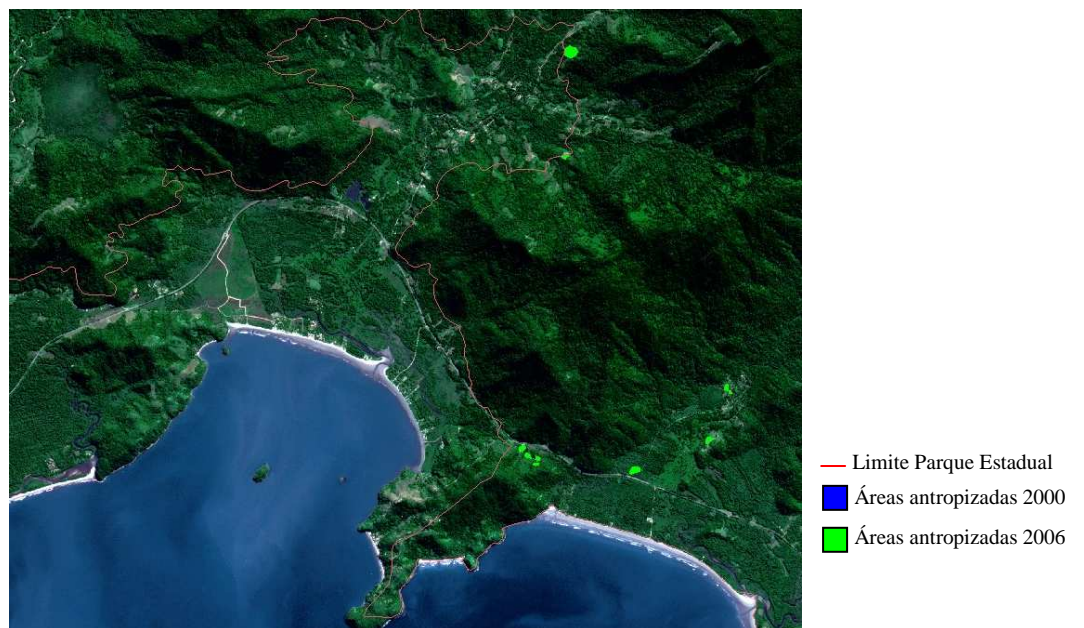 Limite Parque Estadual
Áreas antropizadas 2000
Áreas antropizadas 2006